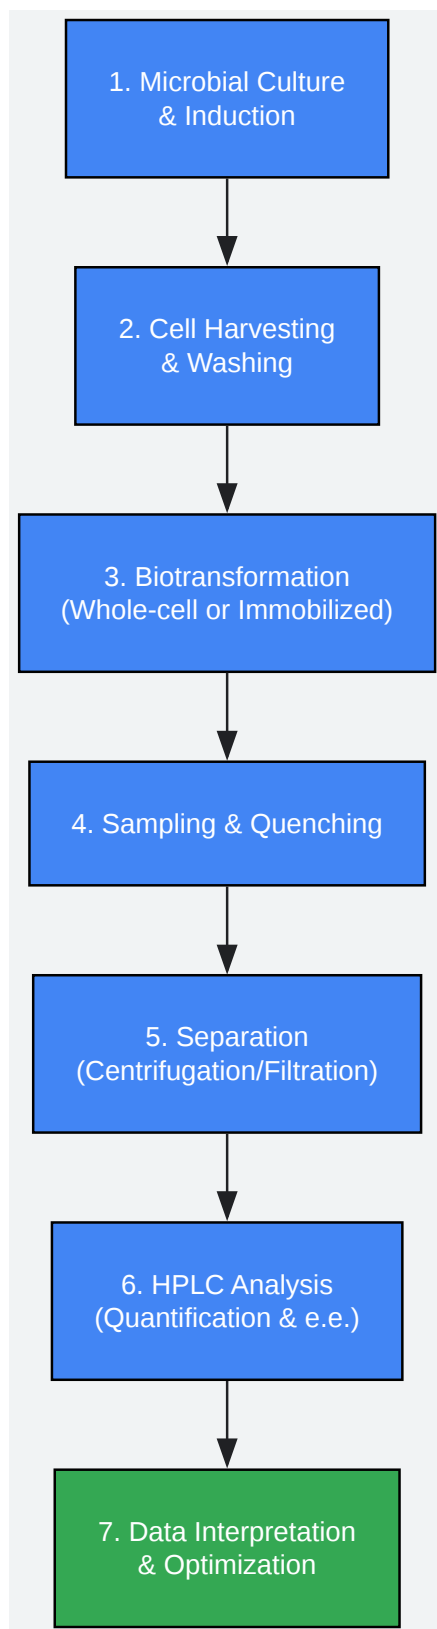 1. Microbial Culture
& Induction
2. Cell Harvesting
& Washing
3. Biotransformation
(Whole-cell or Immobilized)
4. Sampling & Quenching
5. Separation
(Centrifugation/Filtration)
6. HPLC Analysis
(Quantification & e.e.)
7. Data Interpretation
& Optimization